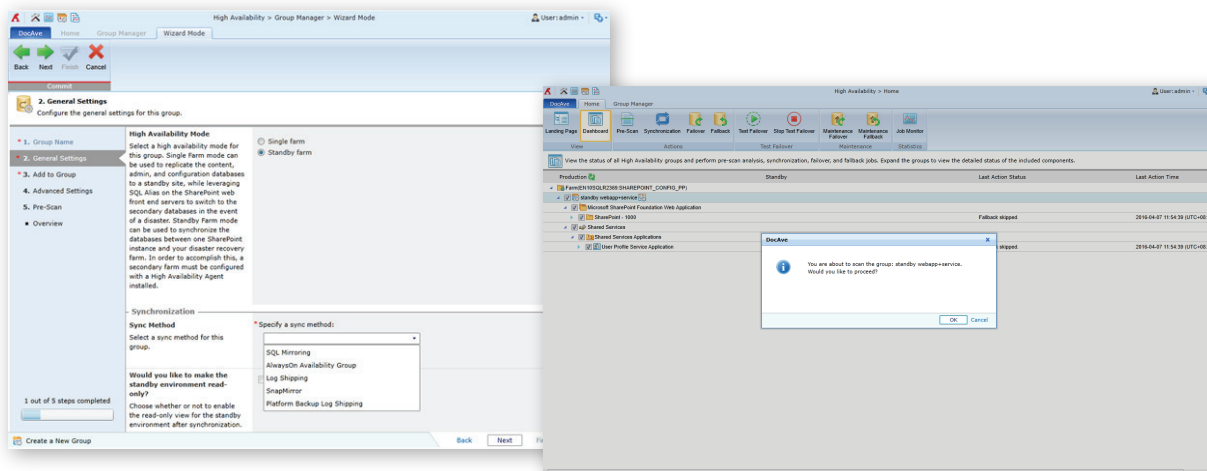 High Availability > Group Manager > Wizard Mode
User: admin
DocAve
Home
Group Manager
Wizard Mode
Back
Next
Finish
Cancel
Commit
2. General Settings
Configure the general settings for this group.
* 1. Group Name
* 2. General Settings
* 3. Add to Group
4. Advanced Settings
5. Pre-Scan
Overview
1 out of 5 steps completed
High Availability Mode
Select a high availability mode for
this group. Single Farm mode can
be used to replicate the content,
admin, and configuration databases
to a standby site, while leveraging
SQL Alias on the SharePoint web
front end servers to switch to the
secondary databases in the event
of a disaster. Standby Farm mode
can be used to synchronize the
databases between one SharePoint
instance and your disaster recovery
farm. In order to accomplish this, a
secondary farm must be configured
with a High Availability Agent
installed.
Single farm
Standby farm
Synchronization
Sync Method
Select a sync method for this
group.
* Specify a sync method:
SQL Mirroring
AlwaysOn Availability Group
Log Shipping
SnapMirror
Platform Backup Log Shipping
Would you like to make the
standby environment read-
only?
Choose whether or not to enable
the read-only view for the standby
environment after synchronization.
Create a New Group
Back
Next
High Availability > Home
User: admin
DocAve
Home
Group Manager
Landing Page
Dashboard
Pre-Scan
Synchronization
Failover
Fallback
Test Failover
Stop Test Failover
Maintenance
Failover
Maintenance
Fallback
Job Monitor
View
Actions
Test Failover
Maintenance
Statistics
View the status of all High Availability groups and perform pre-scan analysis, synchronization, failover, and fallback jobs. Expand the groups to view the detailed status of the included components.
Production
Standby
Last Action Status
Last Action Time
Farm(EN10SQLR2369:SHAREPOINT_CONFIG_PP)
standby webapp+service
Microsoft SharePoint Foundation Web Application
SharePoint - 1000
Fallback skipped.
2016-04-07 11:54:39 (UTC+08:
Shared Services
Shared Services Applications
User Profile Service Application
skipped.
2016-04-07 11:54:39 (UTC+08:
DocAve
You are about to scan the group: standby webapp+service.
Would you like to proceed?
OK
Cancel